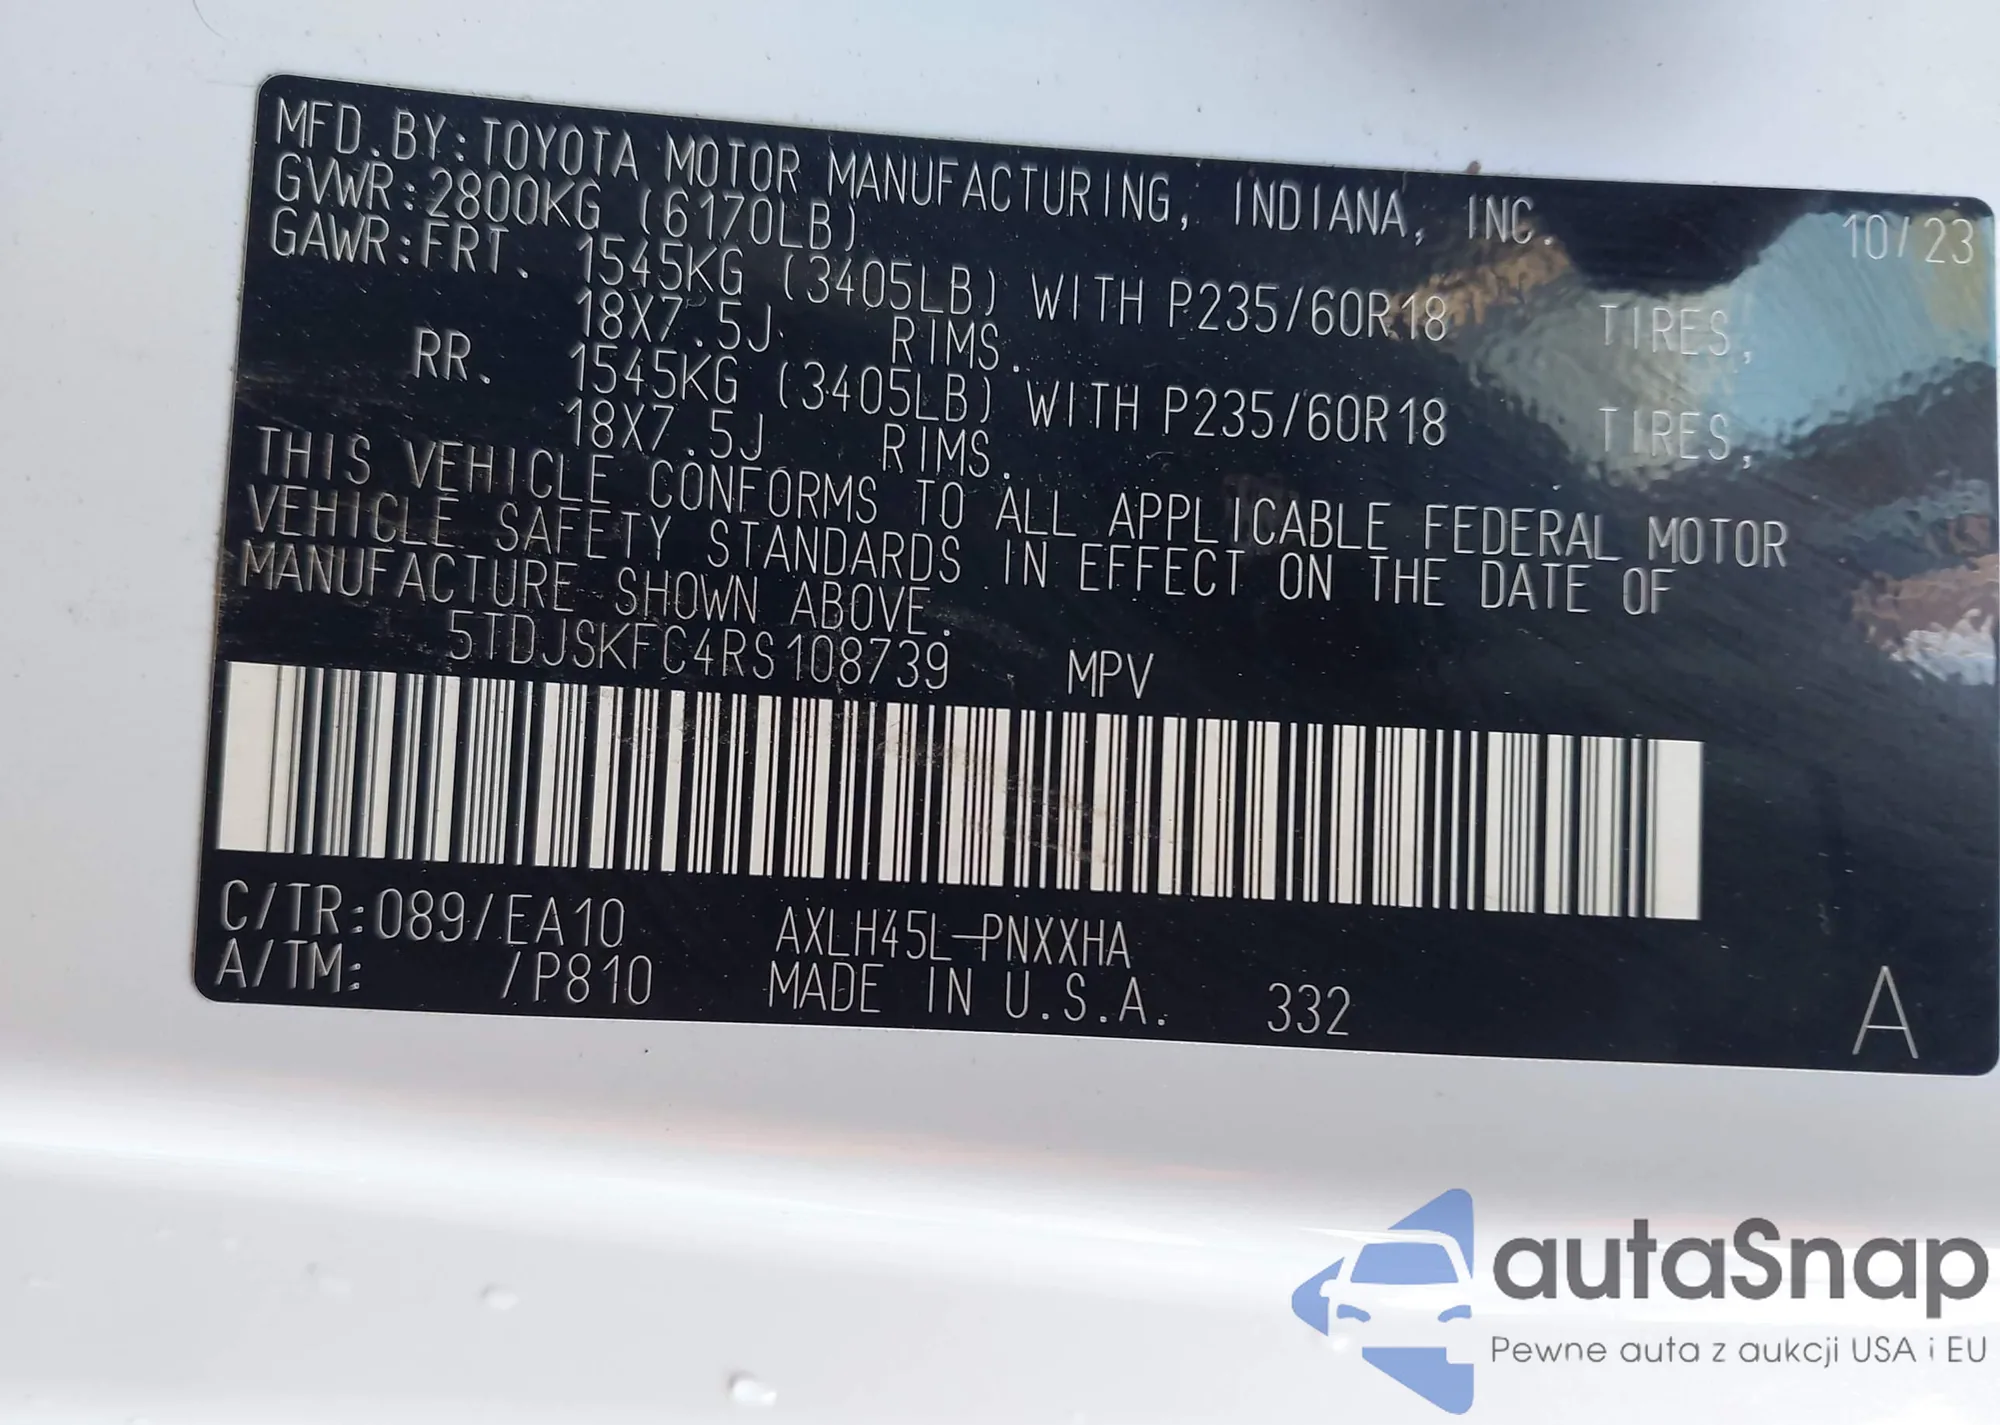 MFD. BY: TOYOTA MOTOR MANUFACTURING, INDIANA, INC. 10/23
GVWR: 2800KG (6170LB)
GAWR: FRT. 1545KG (3405LB) WITH P235/60R18 TIRES,
18X7.5J RIMS.
RR. 1545KG (3405LB) WITH P235/60R18 TIRES,
18X7.5J RIMS.
THIS VEHICLE CONFORMS TO ALL APPLICABLE FEDERAL MOTOR
VEHICLE SAFETY STANDARDS IN EFFECT ON THE DATE OF
MANUFACTURE SHOWN ABOVE.
5TDJSKFC4RS108739 MPV
C/TR: 089/EA10 AXLH45L-PNXXHA
A/TM: /P810 MADE IN U.S.A. 332 A
autaSnap
Pewne auta z aukcji USA i EU